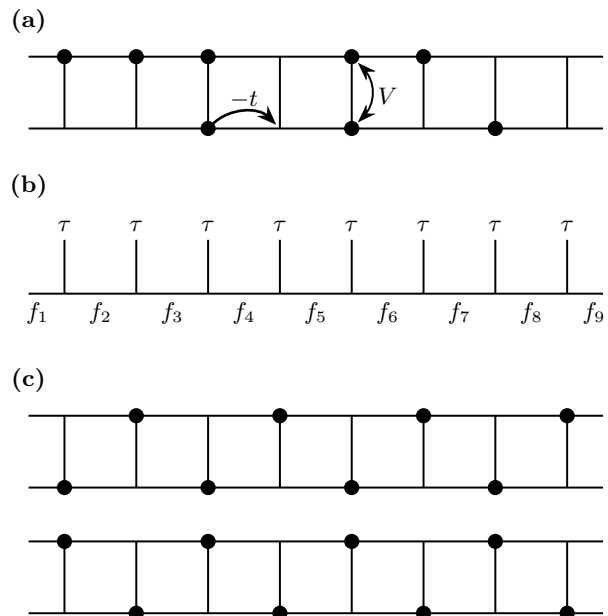 (a)
−t
V
(b)
τ τ τ τ τ τ τ τ
f₁ f₂ f₃ f₄ f₅ f₆ f₇ f₈ f₉
(c)